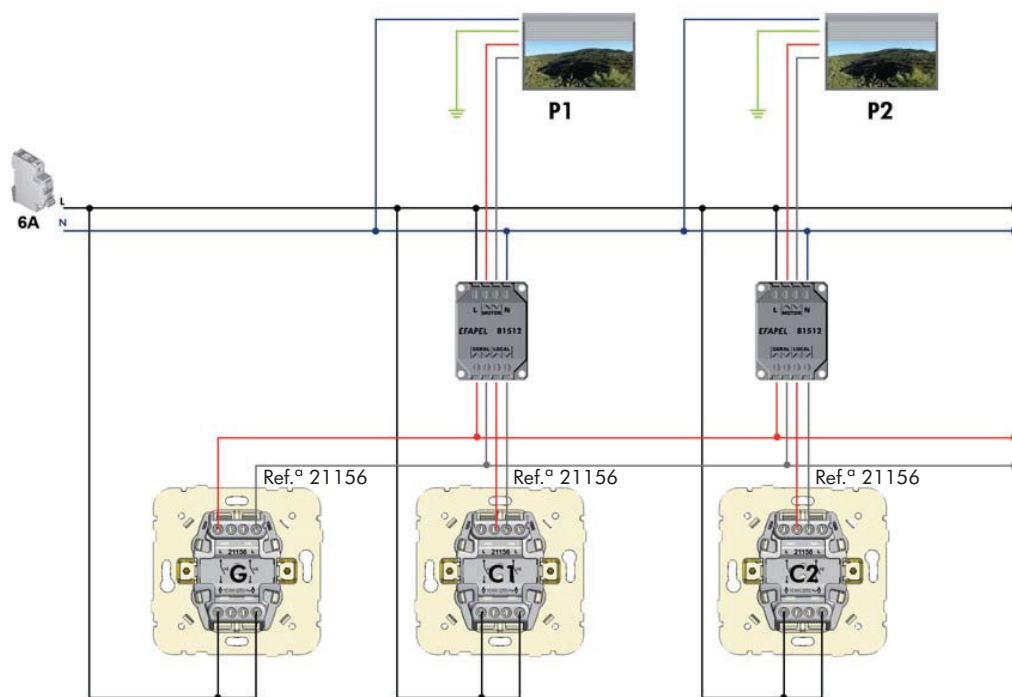 P1
P2
L
N
6A
L MOTOR N
EFAPEL 81512
GERAL LOCAL
L MOTOR N
EFAPEL 81512
GERAL LOCAL
Ref.ª 21156
Ref.ª 21156
Ref.ª 21156
L 21156 L
G
L 21156 L
C1
L 21156 L
C2